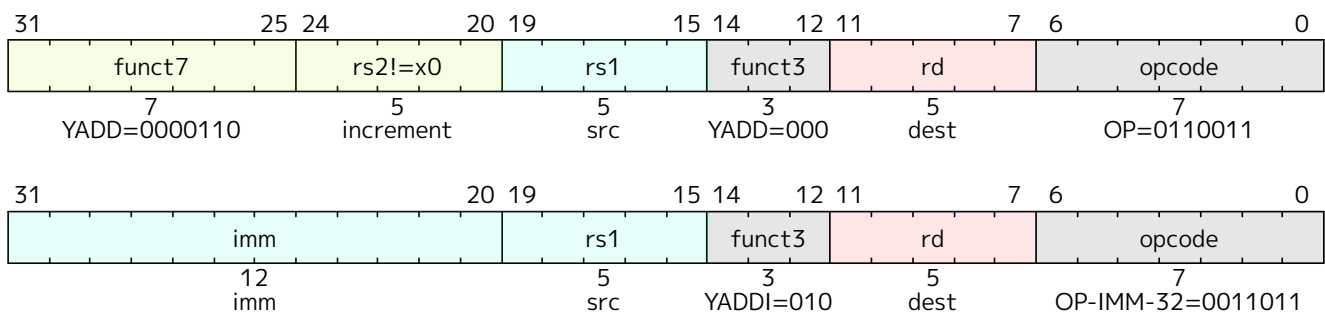 31 25 24 20 19 15 14 12 11 7 6 0
funct7 rs2!=x0 rs1 funct3 rd opcode
7 5 5 3 5 7
YADD=0000110 increment src YADD=000 dest OP=0110011
31 20 19 15 14 12 11 7 6 0
imm rs1 funct3 rd opcode
12 5 3 5 7
imm src YADDI=010 dest OP-IMM-32=0011011